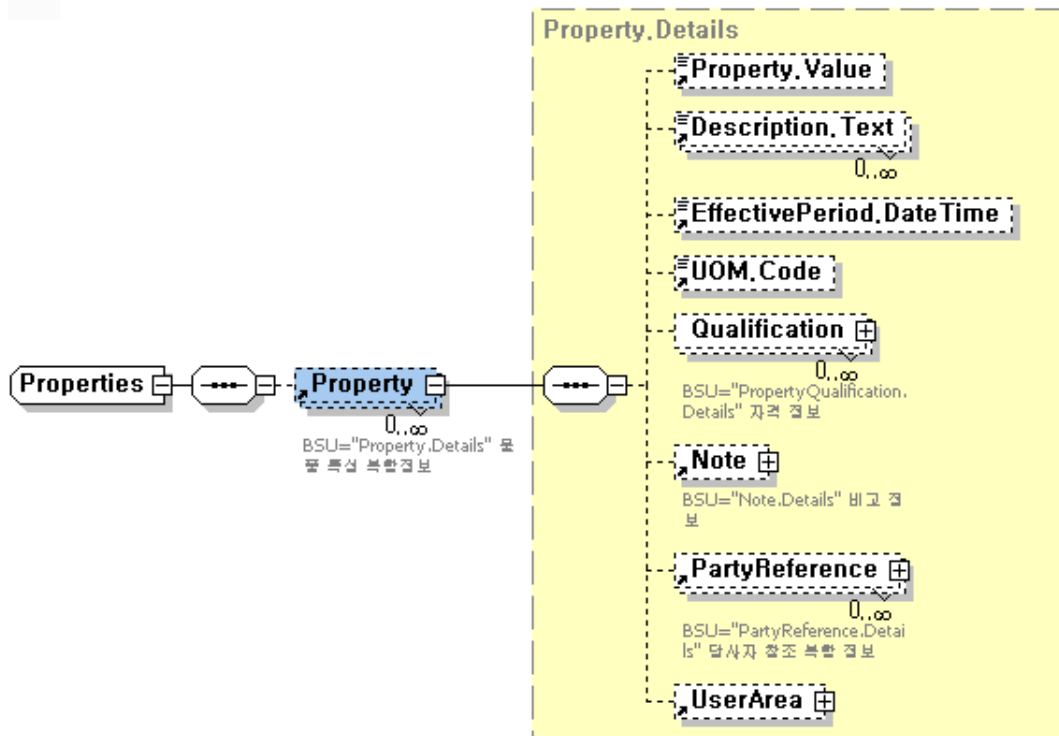 Property.Details
Property.Value
Description.Text
0..∞
EffectivePeriod.DateTime
UOM.Code
Qualification
0..∞
BSU="PropertyQualification.
Details" 자격 정보
Properties
Property
0..∞
BSU="Property.Details" 물
품 특성 복합정보
Note
BSU="Note.Details" 비고 정
보
PartyReference
0..∞
BSU="PartyReference.Detai
ls" 당사자 참조 복합 정보
UserArea